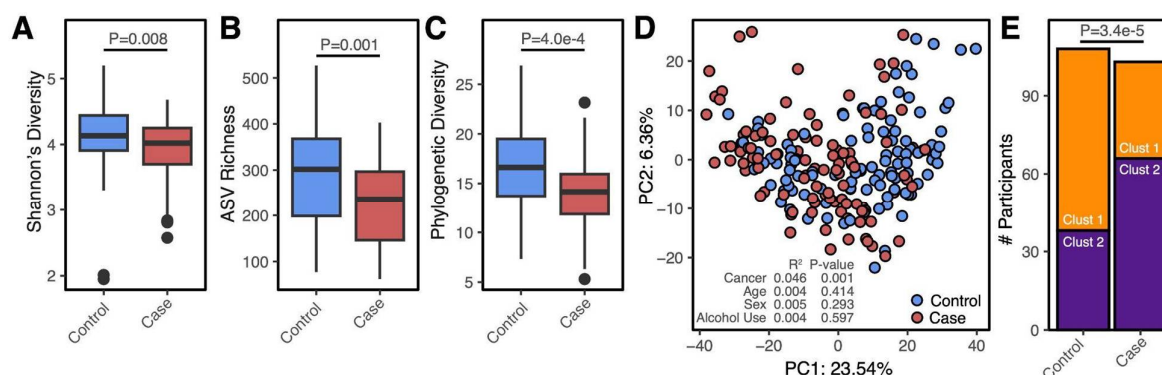 A
Shannon's Diversity
5
4
3
2
P=0.008
Control
Case
B
ASV Richness
500
400
300
200
100
P=0.001
Control
Case
C
Phylogenetic Diversity
25
20
15
10
5
P=4.0e-4
Control
Case
D
PC2: 6.36%
20
10
0
−10
−20
R² P-value
Cancer 0.046 0.001
Age 0.004 0.414
Sex 0.005 0.293
Alcohol Use 0.004 0.597
Control
Case
−40 −20 0 20 40
PC1: 23.54%
E
# Participants
90
60
30
0
P=3.4e-5
Clust 1
Clust 2
Clust 1
Clust 2
Control
Case